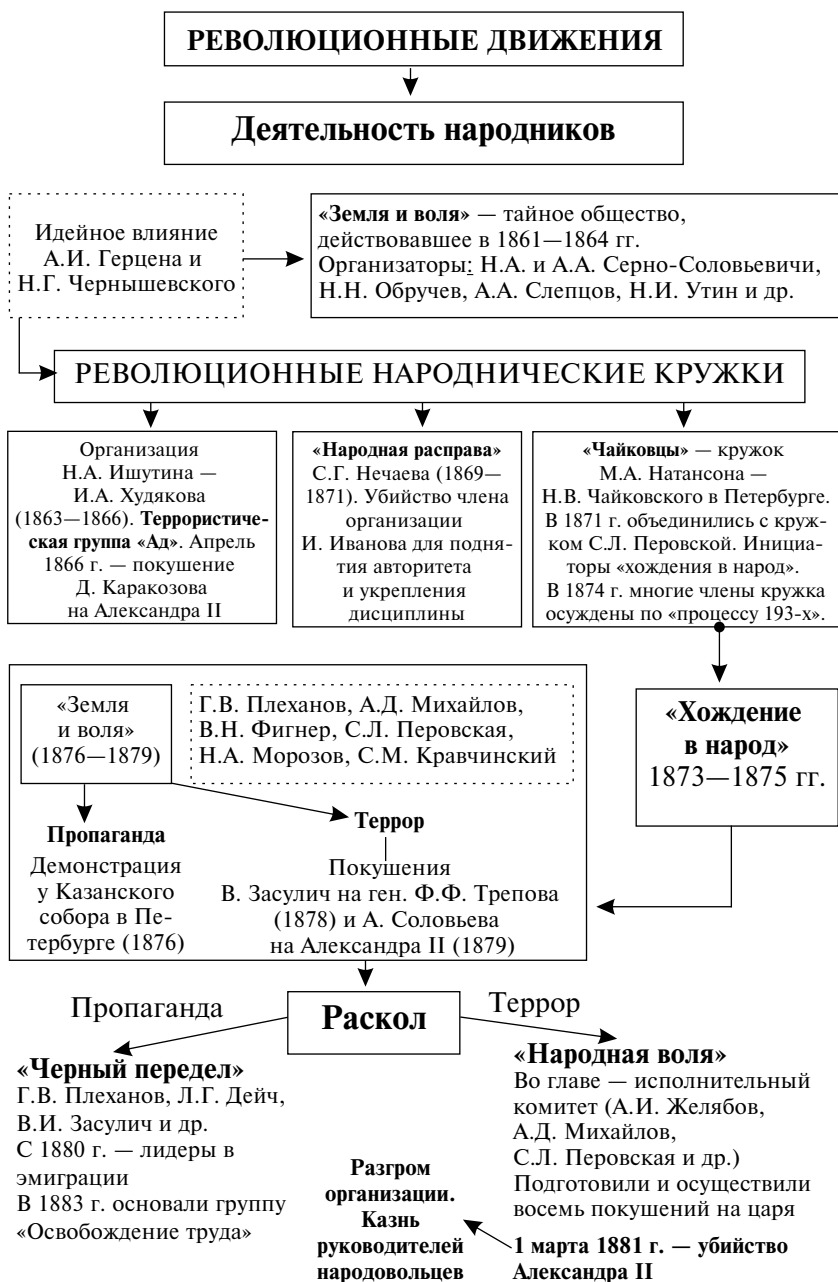 РЕВОЛЮЦИОННЫЕ ДВИЖЕНИЯ
Деятельность народников
Идейное влияние
А.И. Герцена и
Н.Г. Чернышевского
«Земля и воля» — тайное общество,
действовавшее в 1861—1864 гг.
Организаторы: Н.А. и А.А. Серно-Соловьевичи,
Н.Н. Обручев, А.А. Слепцов, Н.И. Утин и др.
РЕВОЛЮЦИОННЫЕ НАРОДНИЧЕСКИЕ КРУЖКИ
Организация
Н.А. Ишутина —
И.А. Худякова
(1863—1866). Террористиче-
ская группа «Ад». Апрель
1866 г. — покушение
Д. Каракозова
на Александра II
«Народная расправа»
С.Г. Нечаева (1869—
1871). Убийство члена
организации
И. Иванова для подня-
тия авторитета
и укрепления
дисциплины
«Чайковцы» — кружок
М.А. Натансона —
Н.В. Чайковского в Петербурге.
В 1871 г. объединились с круж-
ком С.Л. Перовской. Инициа-
торы «хождения в народ».
В 1874 г. многие члены кружка
осуждены по «процессу 193-х».
«Земля
и воля»
(1876—1879)
Г.В. Плеханов, А.Д. Михайлов,
В.Н. Фигнер, С.Л. Перовская,
Н.А. Морозов, С.М. Кравчинский
«Хождение
в народ»
1873—1875 гг.
Пропаганда
Демонстрация
у Казанского
собора в Пе-
тербурге (1876)
Террор
Покушения
В. Засулич на ген. Ф.Ф. Трепова
(1878) и А. Соловьева
на Александра II (1879)
Пропаганда
Раскол
Террор
«Черный передел»
Г.В. Плеханов, Л.Г. Дейч,
В.И. Засулич и др.
С 1880 г. — лидеры в
эмиграции
В 1883 г. основали группу
«Освобождение труда»
«Народная воля»
Во главе — исполнительный
комитет (А.И. Желябов,
А.Д. Михайлов,
С.Л. Перовская и др.)
Подготовили и осуществили
восемь покушений на царя
1 марта 1881 г. — убийство
Александра II
Разгром
организации.
Казнь
руководителей
народовольцев